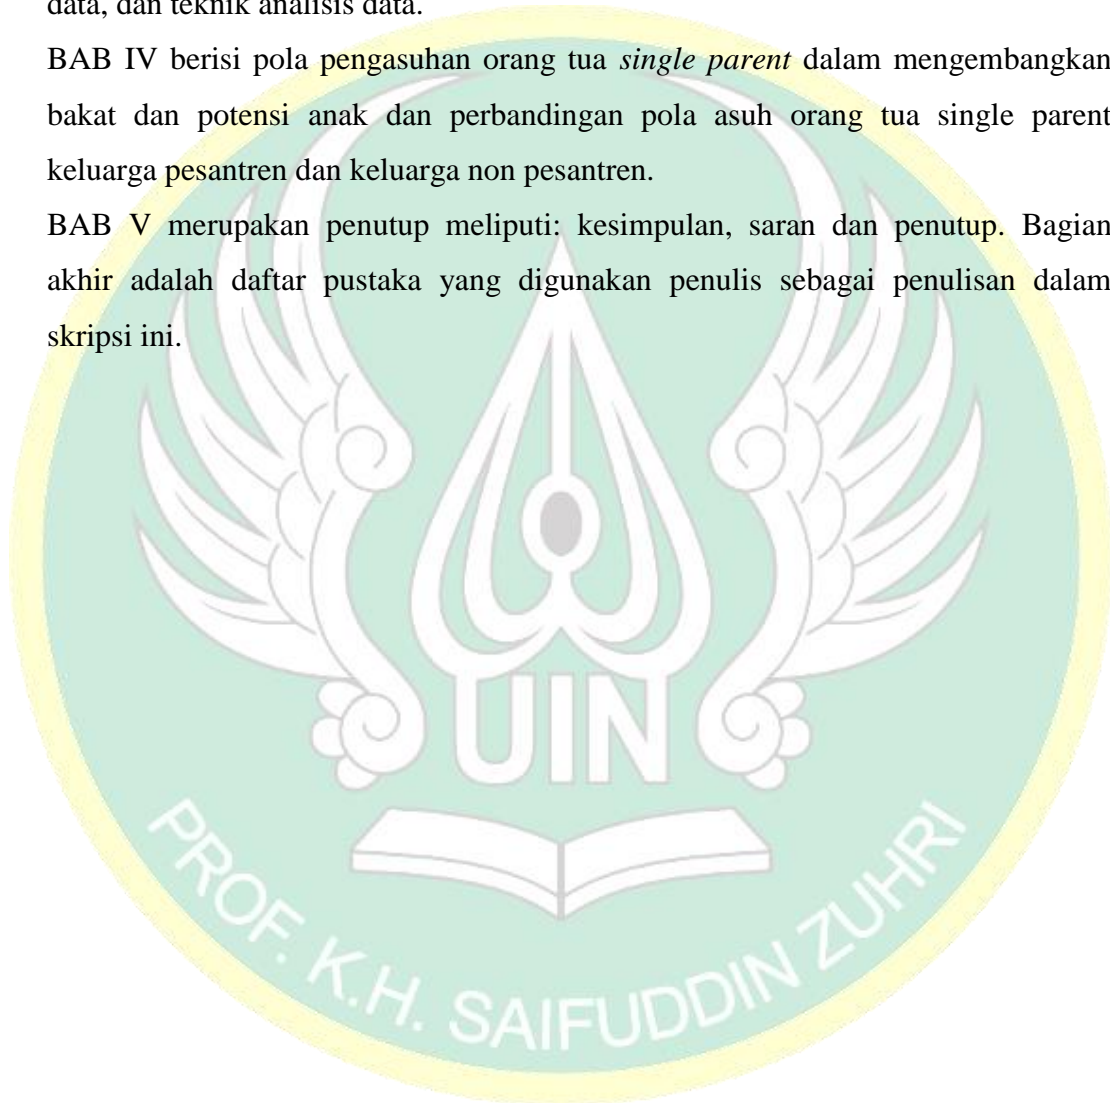 data, dan teknik analisis data.
BAB IV berisi pola pengasuhan orang tua single parent dalam mengembangkan
bakat dan potensi anak dan perbandingan pola asuh orang tua single parent
keluarga pesantren dan keluarga non pesantren.
BAB V merupakan penutup meliputi: kesimpulan, saran dan penutup. Bagian
akhir adalah daftar pustaka yang digunakan penulis sebagai penulisan dalam
skripsi ini.
UIN
PROF. K.H. SAIFUDDIN ZUHRI